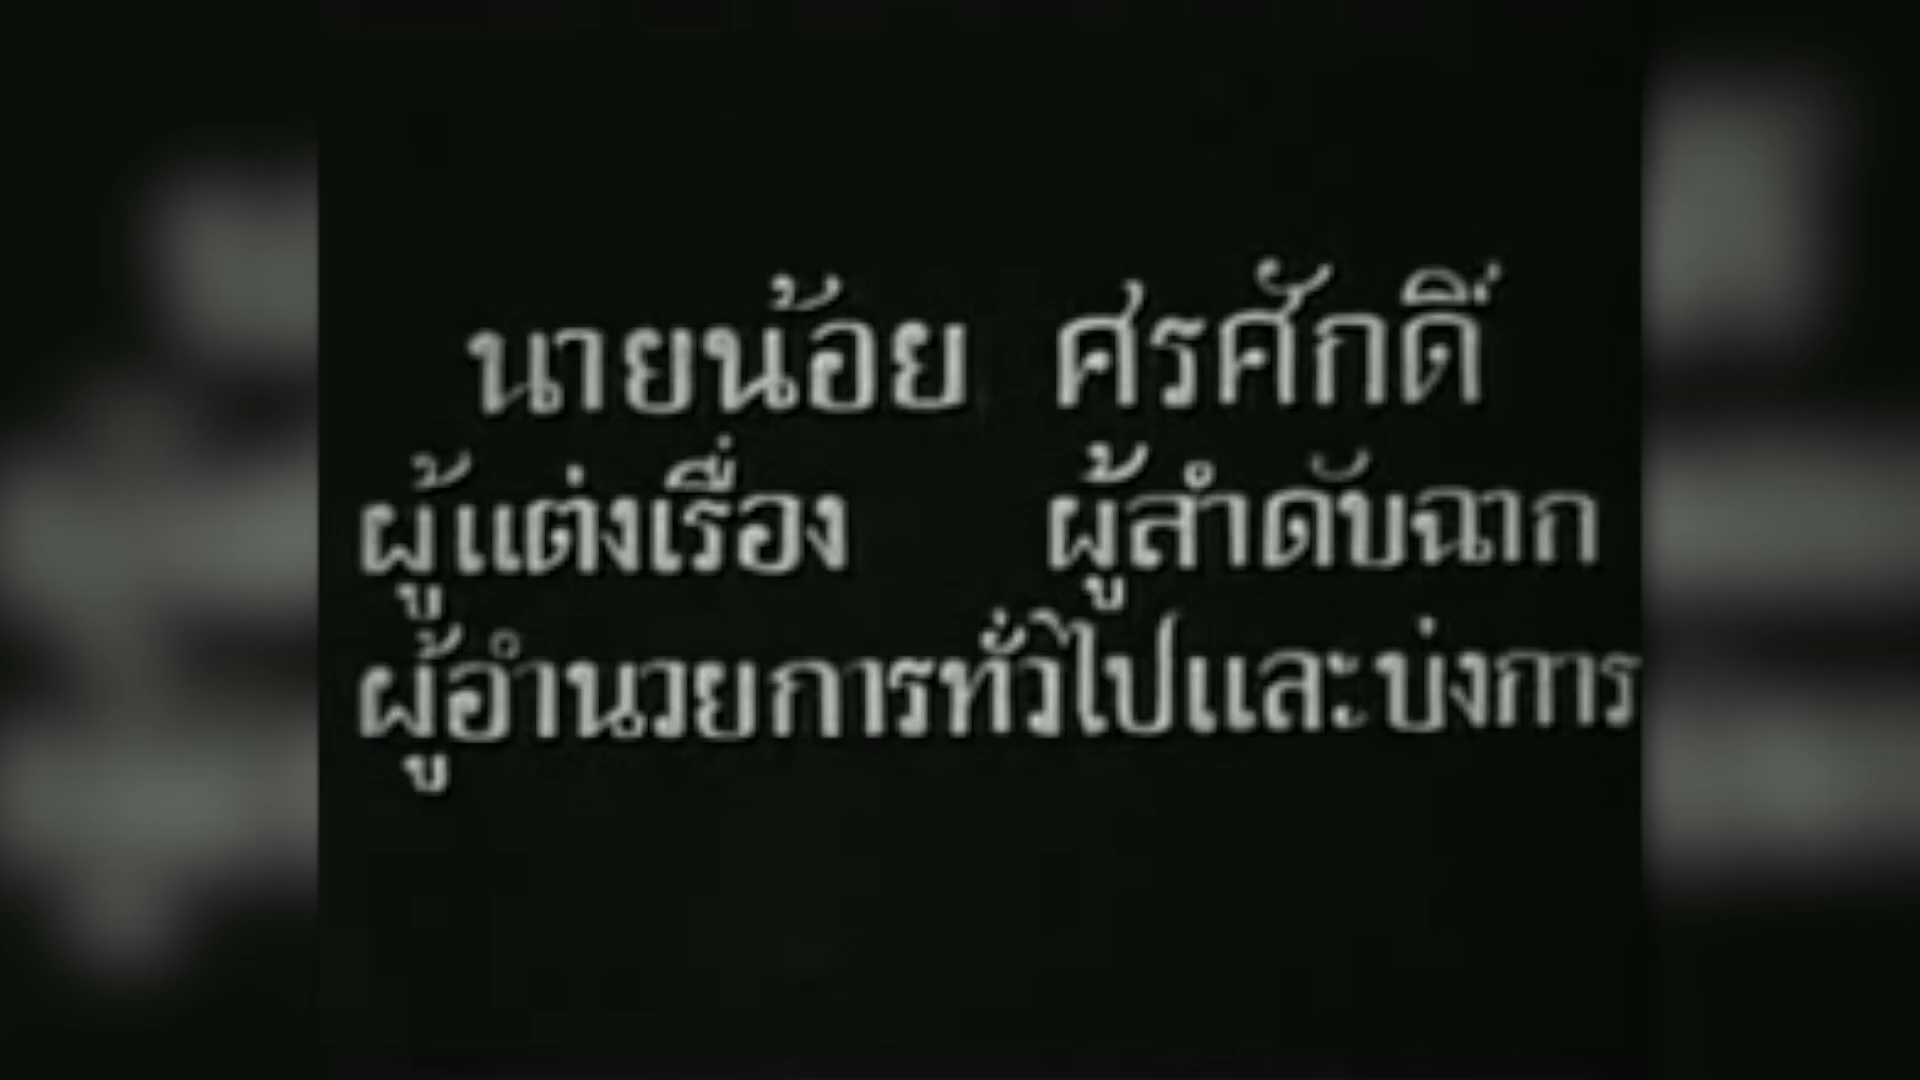 นายน้อย ศรศักดิ์
ผู้แต่งเรื่อง ผู้สำดับฉาก
ผู้อำนวยการทั่วไปและบ่งการ